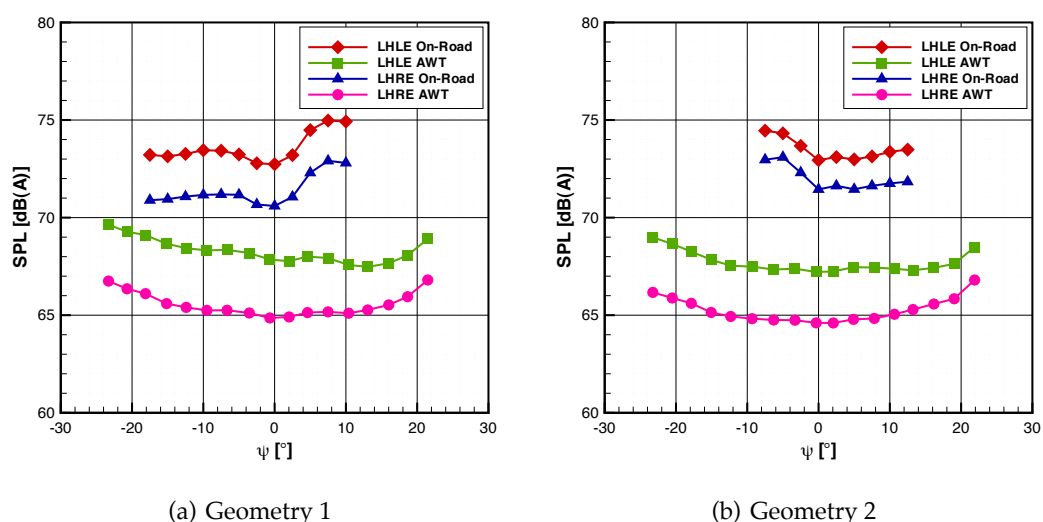 80
75
70
65
60
SPL [dB(A)]
-30 -20 -10 0 10 20 30
ψ [°]
LHLE On-Road
LHLE AWT
LHRE On-Road
LHRE AWT
(a) Geometry 1
80
75
70
65
60
SPL [dB(A)]
-30 -20 -10 0 10 20 30
ψ [°]
LHLE On-Road
LHLE AWT
LHRE On-Road
LHRE AWT
(b) Geometry 2